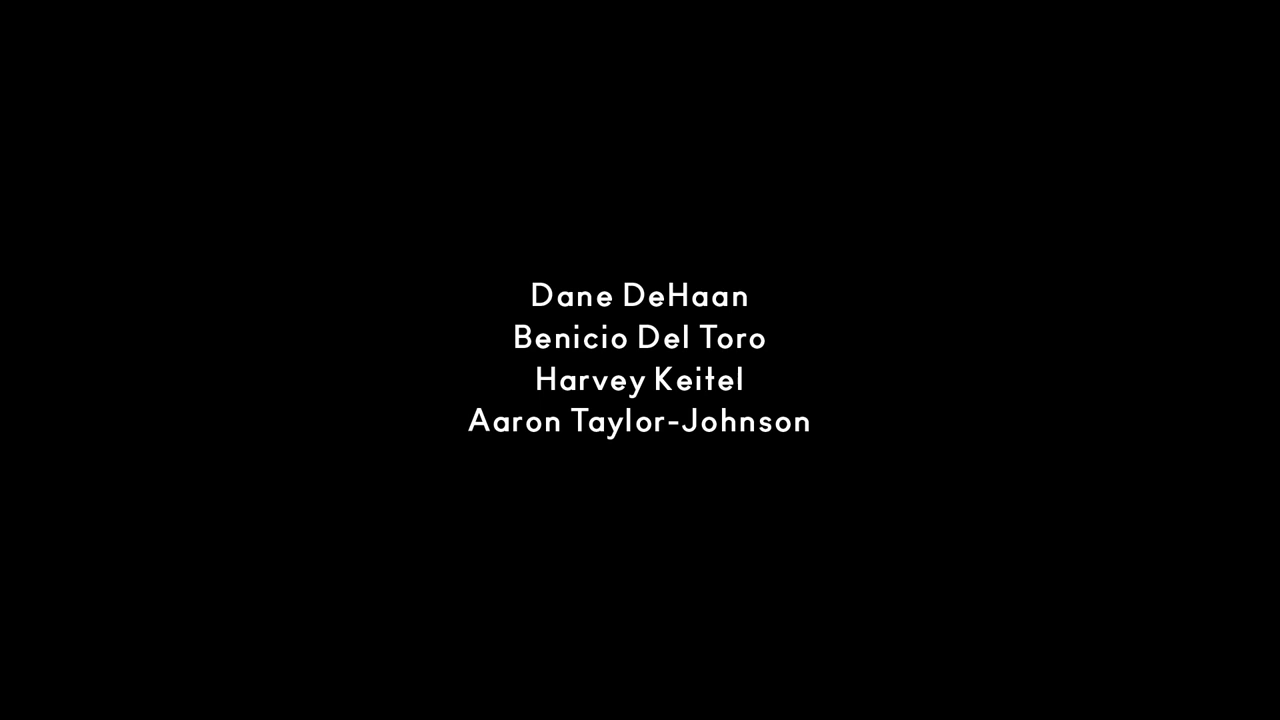 Dane DeHaan
Benicio Del Toro
Harvey Keitel
Aaron Taylor-Johnson